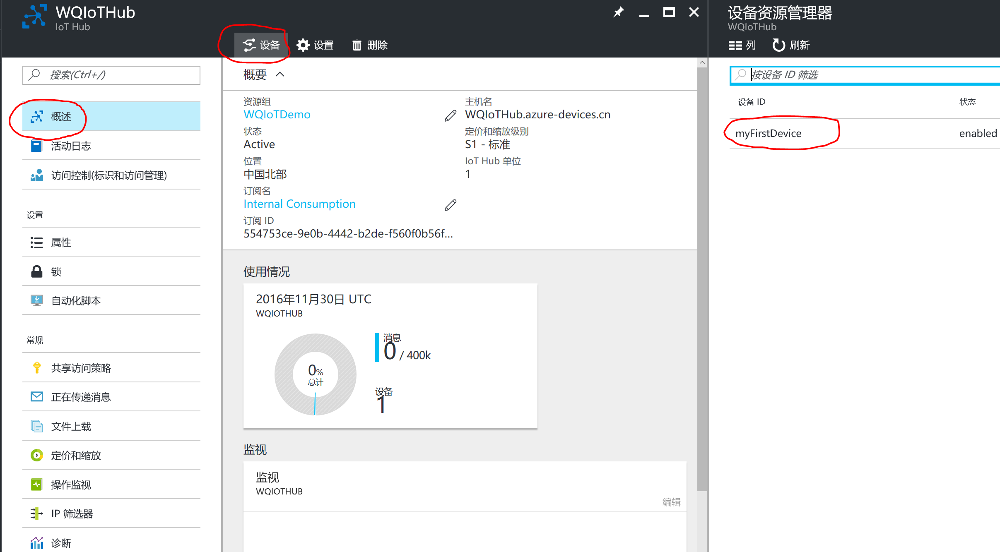 WQIoTHub
IoT Hub
设备
设置
删除
搜索(Ctrl+/)
概述
活动日志
访问控制(标识和访问管理)
设置
属性
锁
自动化脚本
常规
共享访问策略
正在传递消息
文件上载
定价和缩放
操作监视
IP 筛选器
诊断
概要
资源组
WQIoTDemo
状态
Active
位置
中国北部
订阅名
Internal Consumption
订阅 ID
554753ce-9e0b-4442-b2de-f560f0b56f...
主机名
WQIoTHub.azure-devices.cn
定价和缩放级别
S1 - 标准
IoT Hub 单位
1
使用情况
2016年11月30日 UTC
WQIOTHUB
0%
总计
消息
0 / 400k
设备
1
监视
监视
WQIOTHUB
编辑
设备资源管理器
WQIoTHub
列
刷新
按设备 ID 筛选
设备 ID
状态
myFirstDevice
enabled